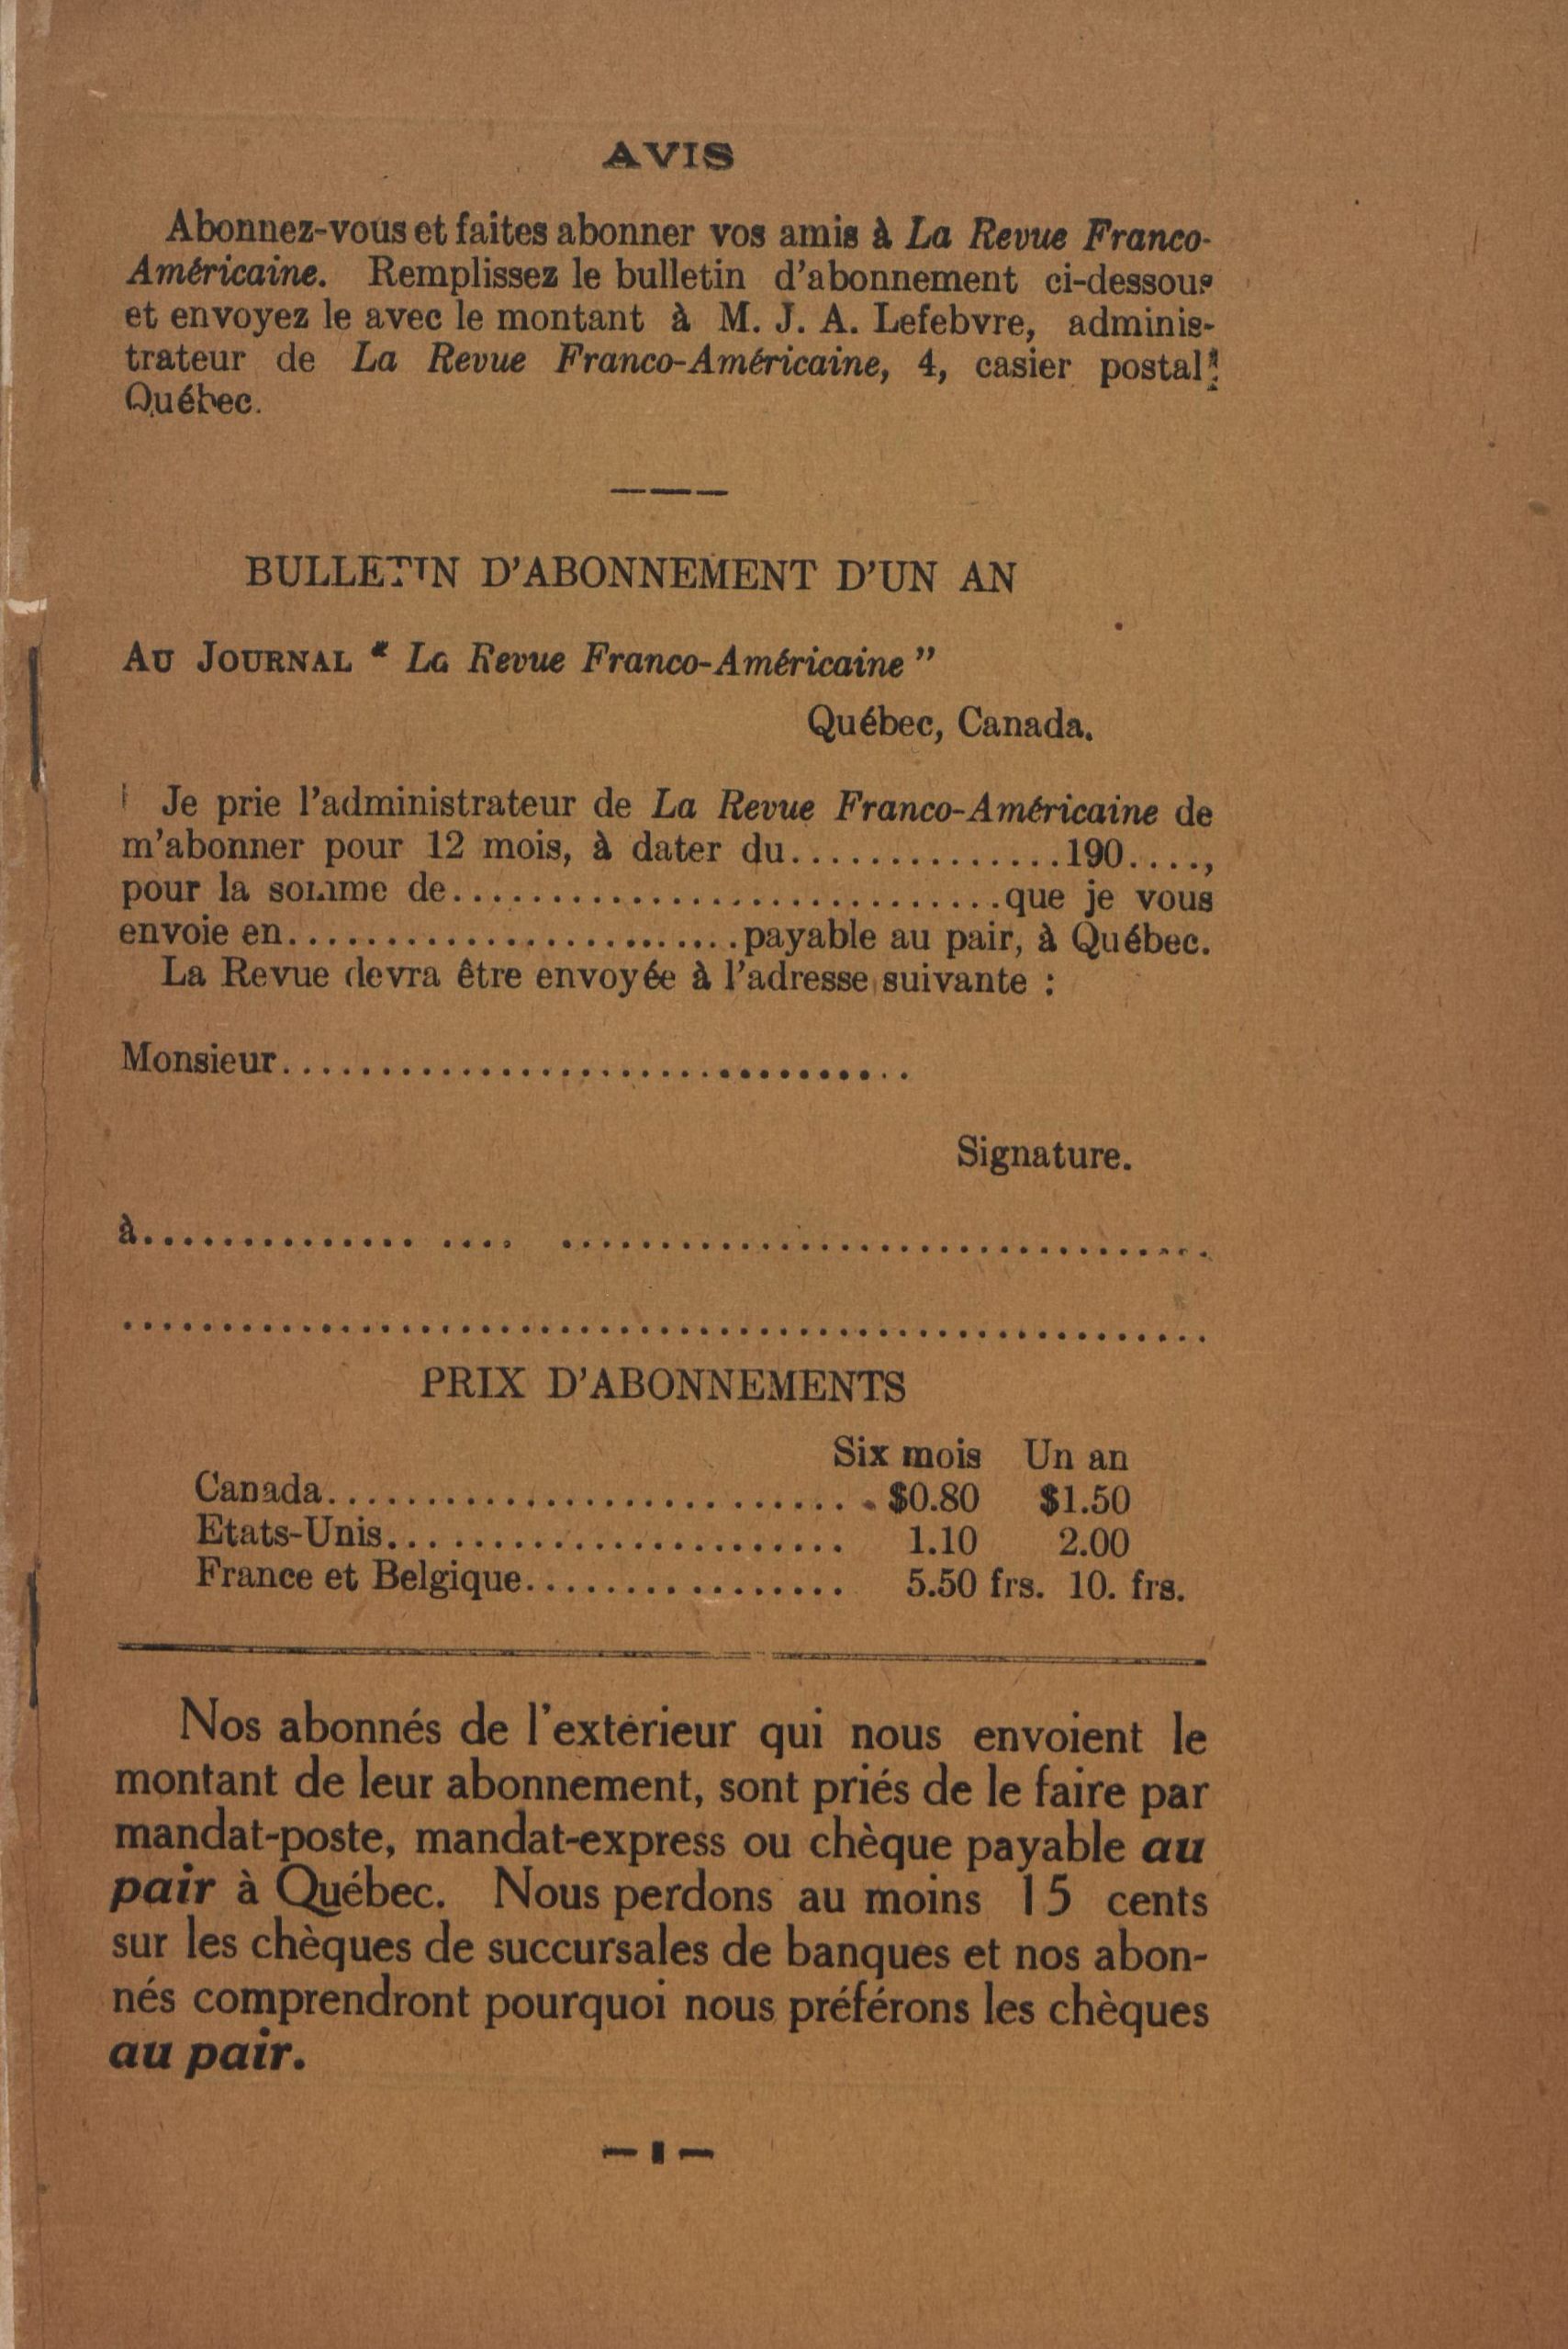 AVIS
Abonnez-vous et faites abonner vos amis à La Revue Franco-
Américaine. Remplissez le bulletin d'abonnement ci-dessous
et envoyez le avec le montant à M. J. A. Lefebvre, adminis-
trateur de La Revue Franco-Américaine, 4, casier postal,
Québec.
BULLETIN D'ABONNEMENT D'UN AN
AU JOURNAL " La Revue Franco-Américaine "
Québec, Canada.
Je prie l'administrateur de La Revue Franco-Américaine de
m'abonner pour 12 mois, à dater du..............190....,
pour la somme de............................que je vous
envoie en.......................payable au pair, à Québec.
La Revue devra être envoyée à l'adresse suivante :
Monsieur................................
Signature.
à.............. .... .................................
......................................................
PRIX D'ABONNEMENTS
Six mois Un an
Canada............................$0.80 $1.50
Etats-Unis....................... 1.10 2.00
France et Belgique................ 5.50 frs. 10. frs.
Nos abonnés de l'extérieur qui nous envoient le
montant de leur abonnement, sont priés de le faire par
mandat-poste, mandat-express ou chèque payable au
pair à Québec. Nous perdons au moins 15 cents
sur les chèques de succursales de banques et nos abon-
nés comprendront pourquoi nous préférons les chèques
au pair.